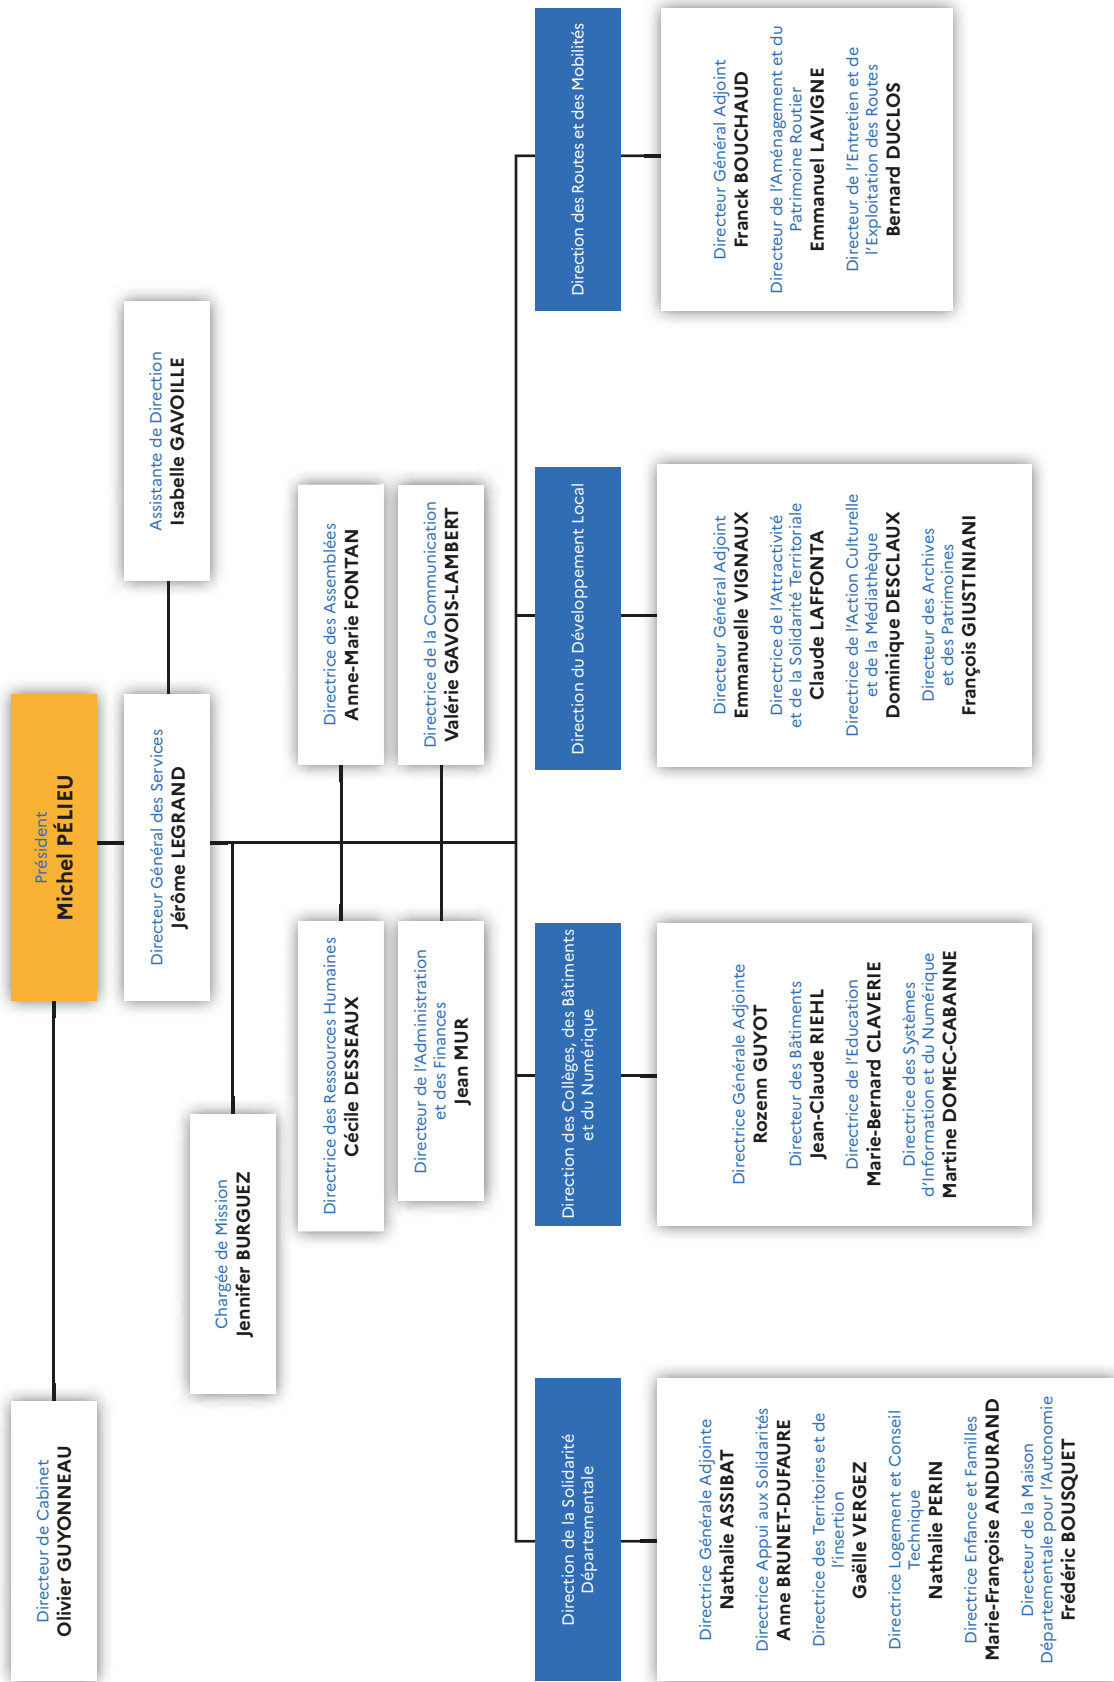 Président
Michel PÉLIEU
Directeur de Cabinet
Olivier GUYONNEAU
Directeur Général des Services
Jérôme LEGRAND
Assistante de Direction
Isabelle GAVOILLE
Chargée de Mission
Jennifer BURGUEZ
Directrice des Ressources Humaines
Cécile DESSEAUX
Directrice des Assemblées
Anne-Marie FONTAN
Directeur de l'Administration
et des Finances
Jean MUR
Directrice de la Communication
Valérie GAVOIS-LAMBERT
Direction de la Solidarité
Départementale
Directrice Générale Adjointe
Nathalie ASSIBAT
Directrice Appui aux Solidarités
Anne BRUNET-DUFAURE
Directrice des Territoires et de
l'insertion
Gaëlle VERGEZ
Directrice Logement et Conseil
Technique
Nathalie PERIN
Directrice Enfance et Familles
Marie-Françoise ANDURAND
Directeur de la Maison
Départementale pour l'Autonomie
Frédéric BOUSQUET
Direction des Collèges, des Bâtiments
et du Numérique
Directrice Générale Adjointe
Rozenn GUYOT
Directeur des Bâtiments
Jean-Claude RIEHL
Directrice de l'Education
Marie-Bernard CLAVERIE
Directrice des Systèmes
d'Information et du Numérique
Martine DOMEC-CABANNE
Direction du Développement Local
Directeur Général Adjoint
Emmanuelle VIGNAUX
Directrice de l'Attractivité
et de la Solidarité Territoriale
Claude LAFFONTA
Directrice de l'Action Culturelle
et de la Médiathèque
Dominique DESCLAUX
Directeur des Archives
et des Patrimoines
François GIUSTINIANI
Direction des Routes et des Mobilités
Directeur Général Adjoint
Franck BOUCHAUD
Directeur de l'Aménagement et du
Patrimoine Routier
Emmanuel LAVIGNE
Directeur de l'Entretien et de
l'Exploitation des Routes
Bernard DUCLOS